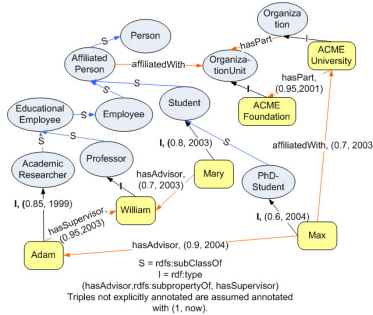 Organization
Person
hasPart
Affiliated
Person
affiliatedWith
Organiza-
tionUnit
ACME
University
S
S
S
I
I
hasPart,
(0.95,2001)
Educational
Employee
S
Employee
Student
ACME
Foundation
I, (0.8, 2003)
affiliatedWith, (0.7, 2003
S
S
S
Academic
Researcher
Professor
hasAdvisor,
(0.7, 2003)
Mary
PhD-
Student
I, (0.85, 1999)
I
hasSupervisor,
(0.95,2003)
William
I, (0.6, 2004)
Adam
hasAdvisor, (0.9, 2004)
Max
S = rdfs:subClassOf
I = rdf:type
(hasAdvisor,rdfs:subpropertyOf, hasSupervisor)
Triples not explicitly annotated are assumed annotated
with (1, now).